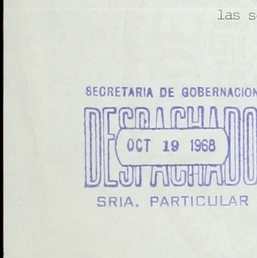 las s
SECRETARIA DE GOBERNACION
DESPACHADO
OCT 19 1968
SRIA. PARTICULAR